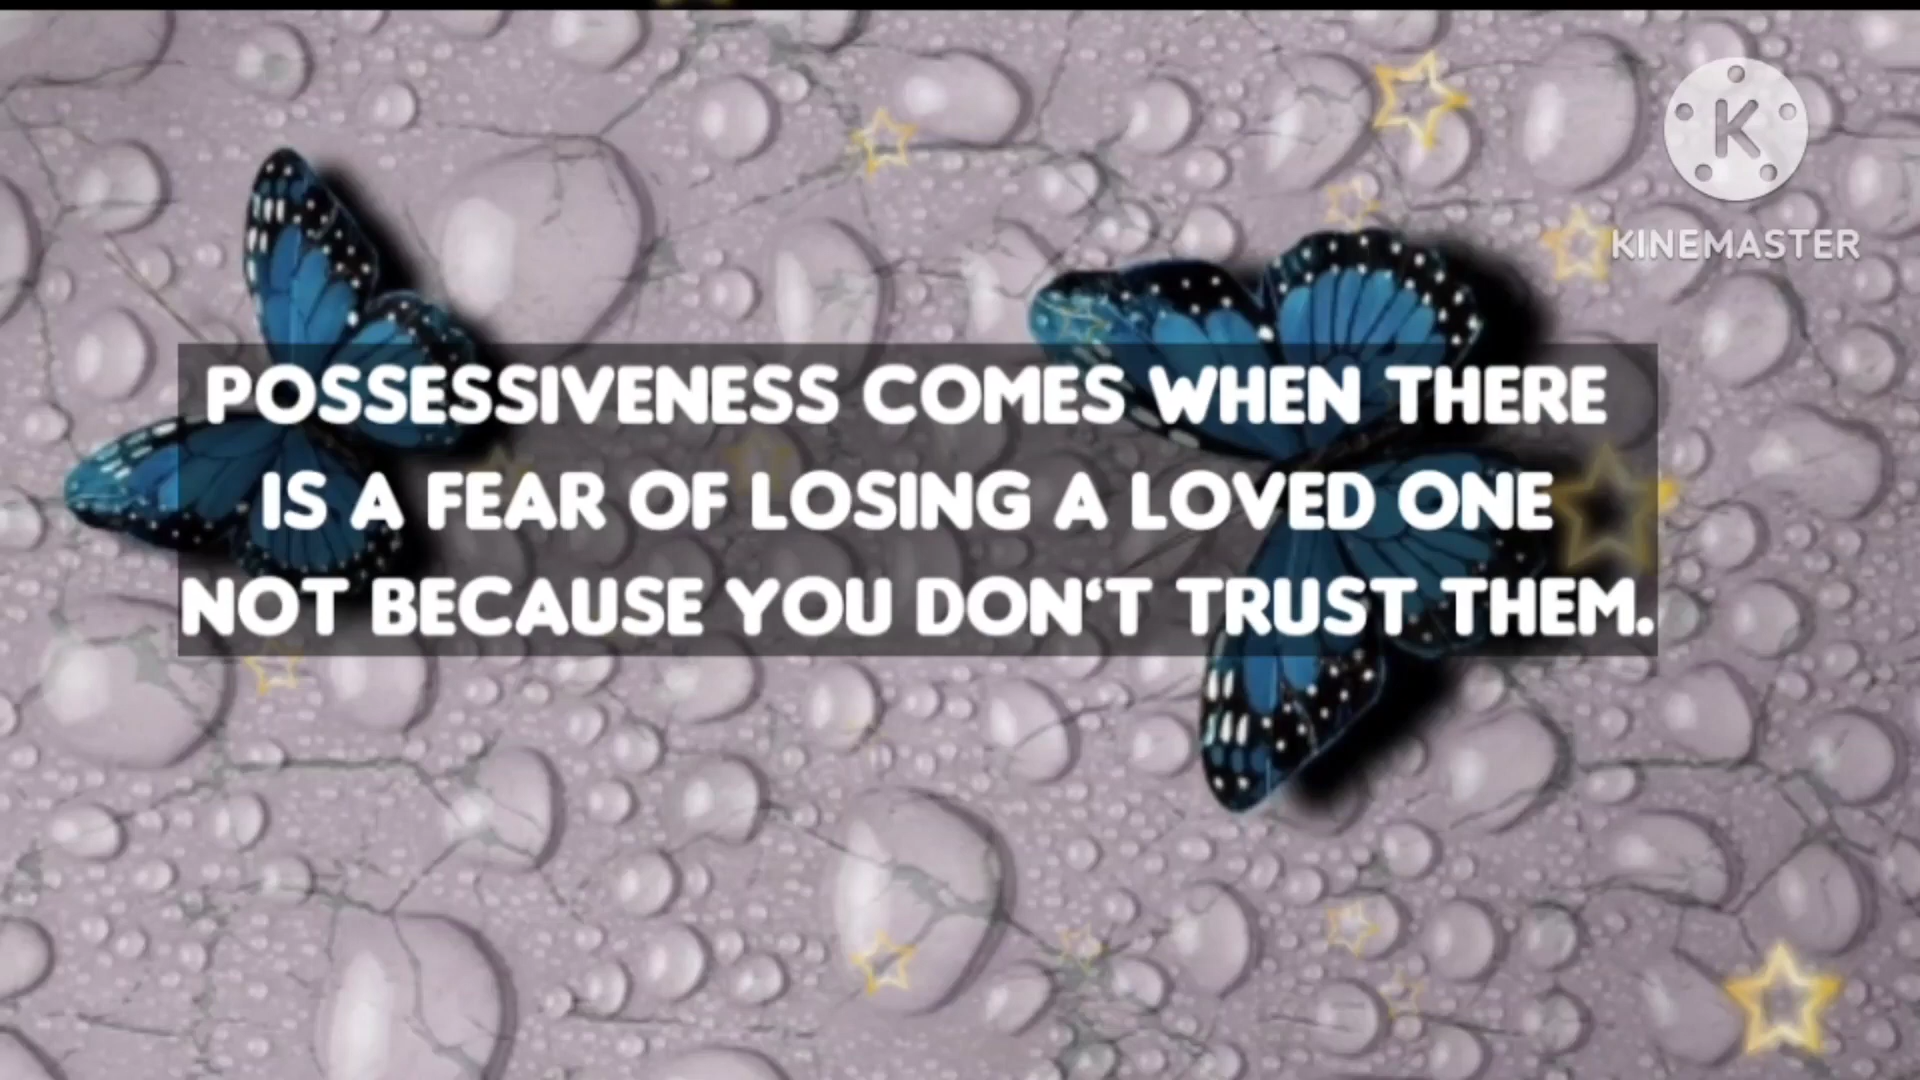 K
KINEMASTER
POSSESSIVENESS COMES WHEN THERE
IS A FEAR OF LOSING A LOVED ONE
NOT BECAUSE YOU DON‘T TRUST THEM.